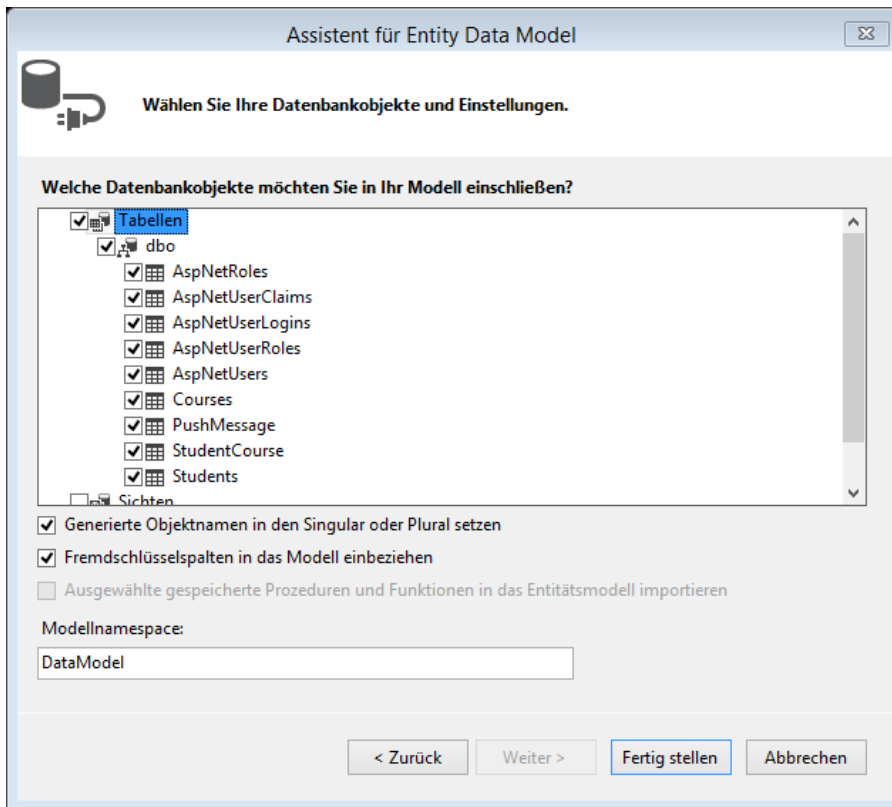 Assistent für Entity Data Model
Wählen Sie Ihre Datenbankobjekte und Einstellungen.
Welche Datenbankobjekte möchten Sie in Ihr Modell einschließen?
Tabellen
dbo
AspNetRoles
AspNetUserClaims
AspNetUserLogins
AspNetUserRoles
AspNetUsers
Courses
PushMessage
StudentCourse
Students
Sichten
Generierte Objektnamen in den Singular oder Plural setzen
Fremdschlüsselspalten in das Modell einbeziehen
Ausgewählte gespeicherte Prozeduren und Funktionen in das Entitätsmodell importieren
Modellnamespace:
DataModel
< Zurück Weiter > Fertig stellen Abbrechen